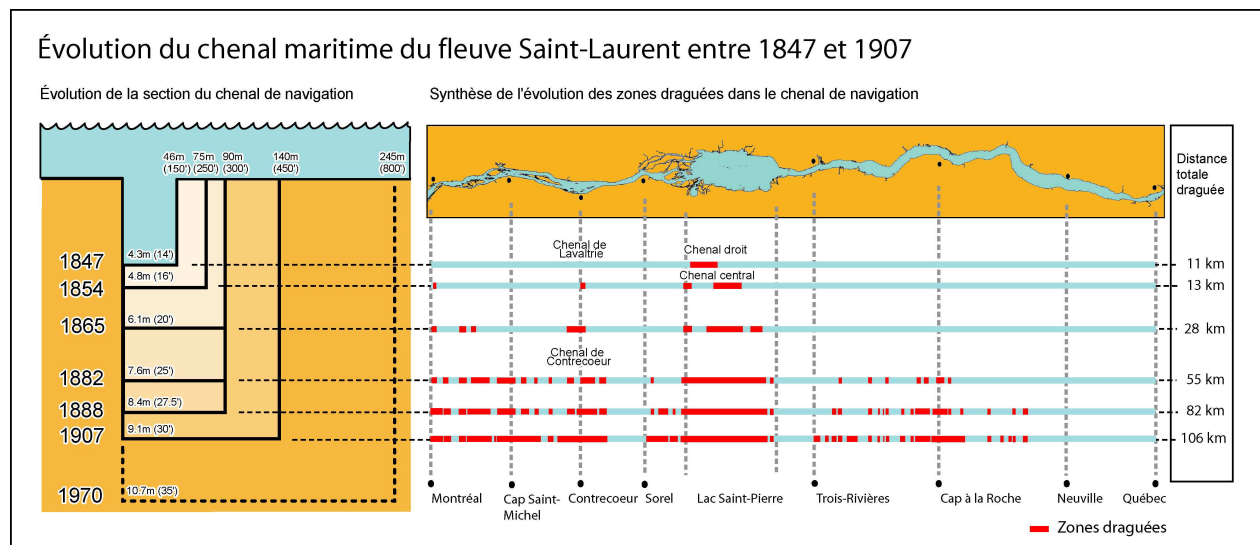 Évolution du chenal maritime du fleuve Saint-Laurent entre 1847 et 1907
Évolution de la section du chenal de navigation
Synthèse de l'évolution des zones draguées dans le chenal de navigation
46m 75m 90m 140m 245m
(150') (250') (300') (450') (800')
Distance
totale
draguée
1847
4.3m (14')
Chenal de
Lavaltrie
Chenal droit
11 km
1854
4.8m (16')
Chenal central
13 km
1865
6.1m (20')
28 km
Chenal de
Contrecoeur
1882
7.6m (25')
55 km
1888
8.4m (27.5')
82 km
1907
9.1m (30')
106 km
1970
10.7m (35')
Montréal
Cap Saint-
Michel
Contrecoeur
Sorel
Lac Saint-Pierre
Trois-Rivières
Cap à la Roche
Neuville
Québec
Zones draguées